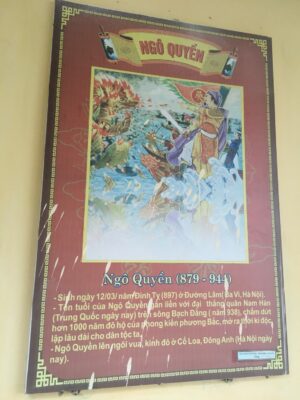 NGÔ QUYỀN
Ngô Quyền (879 - 944)
- Sinh ngày 12/03/ năm Đinh Tỵ (897) ở Đường Lâm( Ba Vì, Hà Nội).
- Tên tuổi của Ngô Quyền gắn liền với đại thắng quân Nam Hán
(Trung Quốc ngày nay) trên sông Bạch Đằng ( năm 938), chấm dứt
hơn 1000 năm đô hộ của phong kiến phương Bắc, mở ra thời kì độc
lập lâu dài cho dân tộc ta.
- Ngô Quyền lên ngôi vua, kinh đô ở Cổ Loa, Đông Anh (Hà Nội ngày
nay).